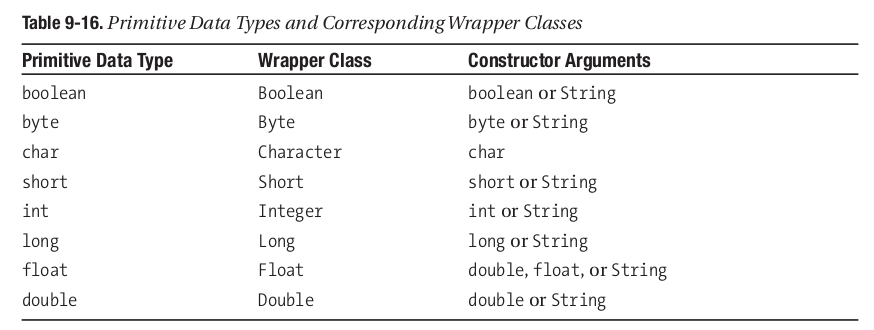 Table 9-16. Primitive Data Types and Corresponding Wrapper Classes
Primitive Data Type Wrapper Class Constructor Arguments
boolean Boolean boolean or String
byte Byte byte or String
char Character char
short Short short or String
int Integer int or String
long Long long or String
float Float double, float, or String
double Double double or String